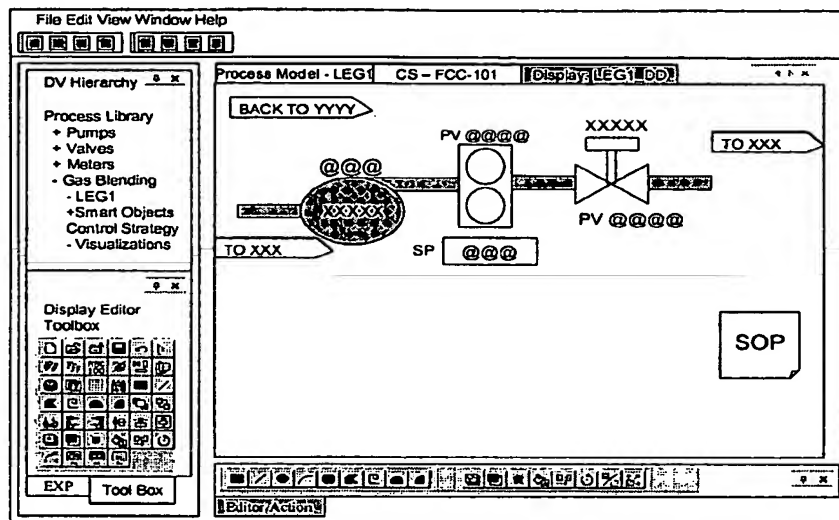 File Edit View Window Help
DV Hierarchy
Process Library
+ Pumps
+ Valves
+ Meters
- Gas Blending
- LEG1
+Smart Objects
Control Strategy
- Visualizations
Display Editor
Toolbox
EXP
Tool Box
Process Model - LEG1
CS – FCC-101
Display: LEG1_DD
BACK TO YYYY
PV @@@@
XXXXX
TO XXX
@@@
XXXXX
PV @@@@
TO XXX
SP
@@@
SOP
Editor/Action